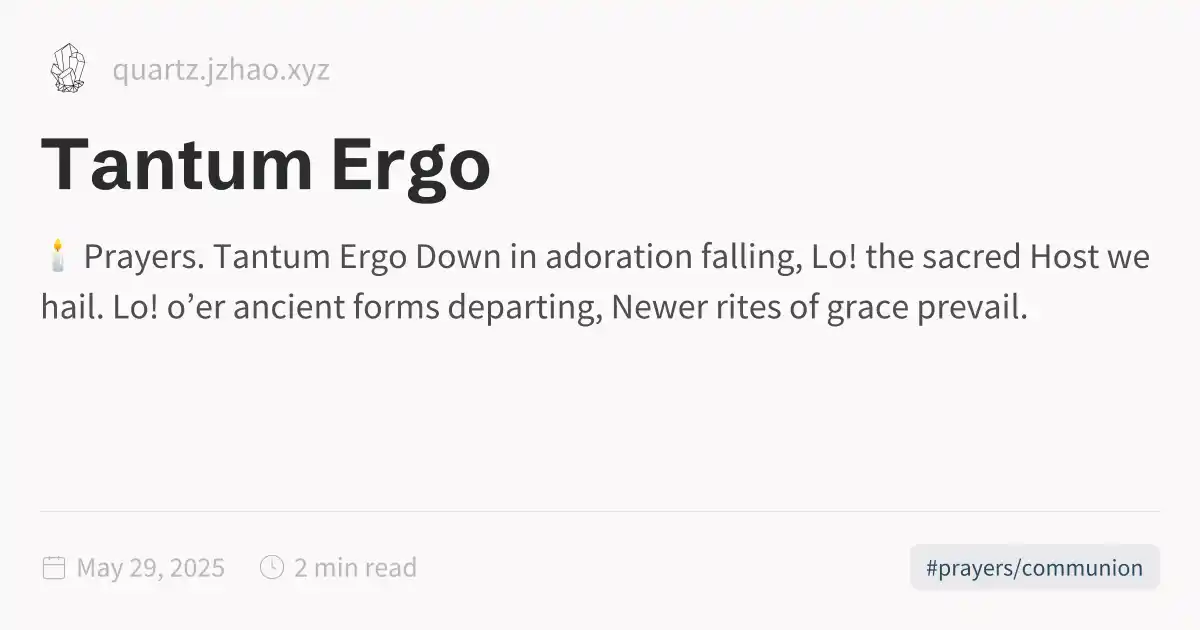 quartz.jzhao.xyz
Tantum Ergo
🕯️ Prayers. Tantum Ergo Down in adoration falling, Lo! the sacred Host we
hail. Lo! o’er ancient forms departing, Newer rites of grace prevail.
May 29, 2025
2 min read
#prayers/communion